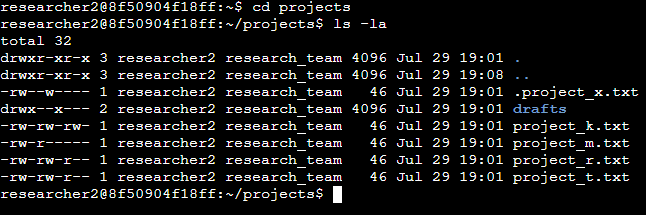 researcher2@8f50904f18ff:~$ cd projects
researcher2@8f50904f18ff:~/projects$ ls -la
total 32
drwxr-xr-x 3 researcher2 research_team 4096 Jul 29 19:01 .
drwxr-xr-x 3 researcher2 research_team 4096 Jul 29 19:08 ..
-rw--w---- 1 researcher2 research_team   46 Jul 29 19:01 .project_x.txt
drwx--x--- 2 researcher2 research_team 4096 Jul 29 19:01 drafts
-rw-rw-rw- 1 researcher2 research_team   46 Jul 29 19:01 project_k.txt
-rw-r----- 1 researcher2 research_team   46 Jul 29 19:01 project_m.txt
-rw-rw-r-- 1 researcher2 research_team   46 Jul 29 19:01 project_r.txt
-rw-rw-r-- 1 researcher2 research_team   46 Jul 29 19:01 project_t.txt
researcher2@8f50904f18ff:~/projects$